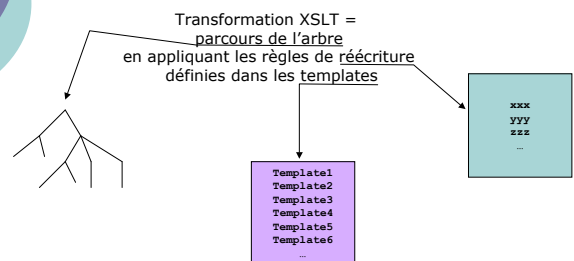 Transformation XSLT =
parcours de l’arbre
en appliquant les règles de réécriture
définies dans les templates
xxx
yyy
zzz
…
Template1
Template2
Template3
Template4
Template5
Template6
…